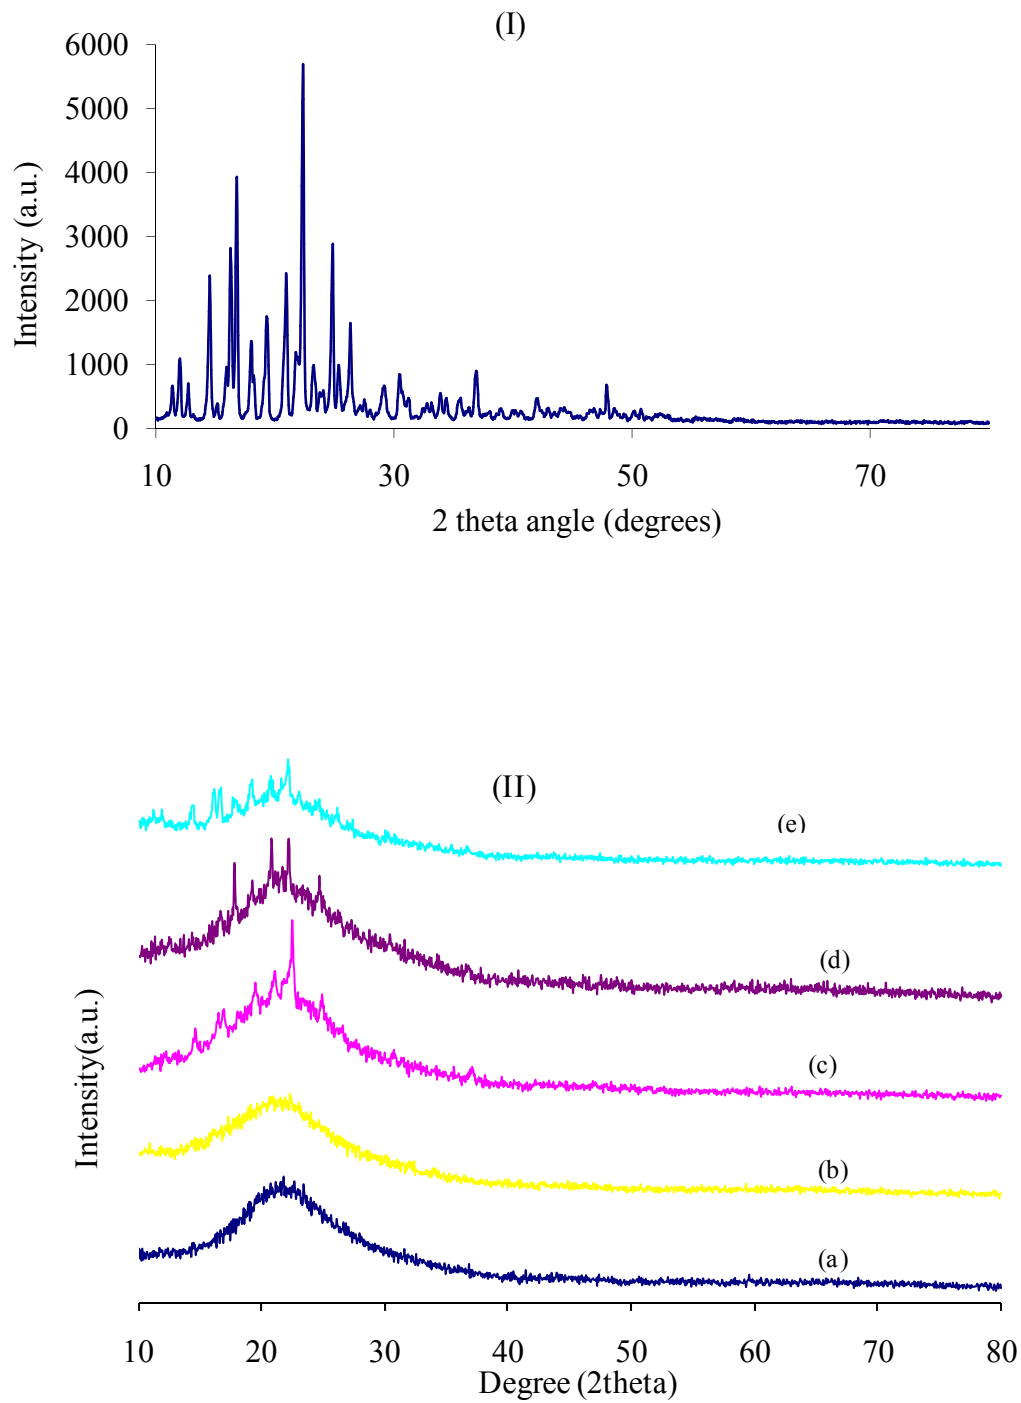 (I)
6000
5000
4000
3000
2000
1000
0
Intensity (a.u.)
10 30 50 70
2 theta angle (degrees)
(II)
(e)
(d)
(c)
(b)
(a)
Intensity(a.u.)
10 20 30 40 50 60 70 80
Degree (2theta)